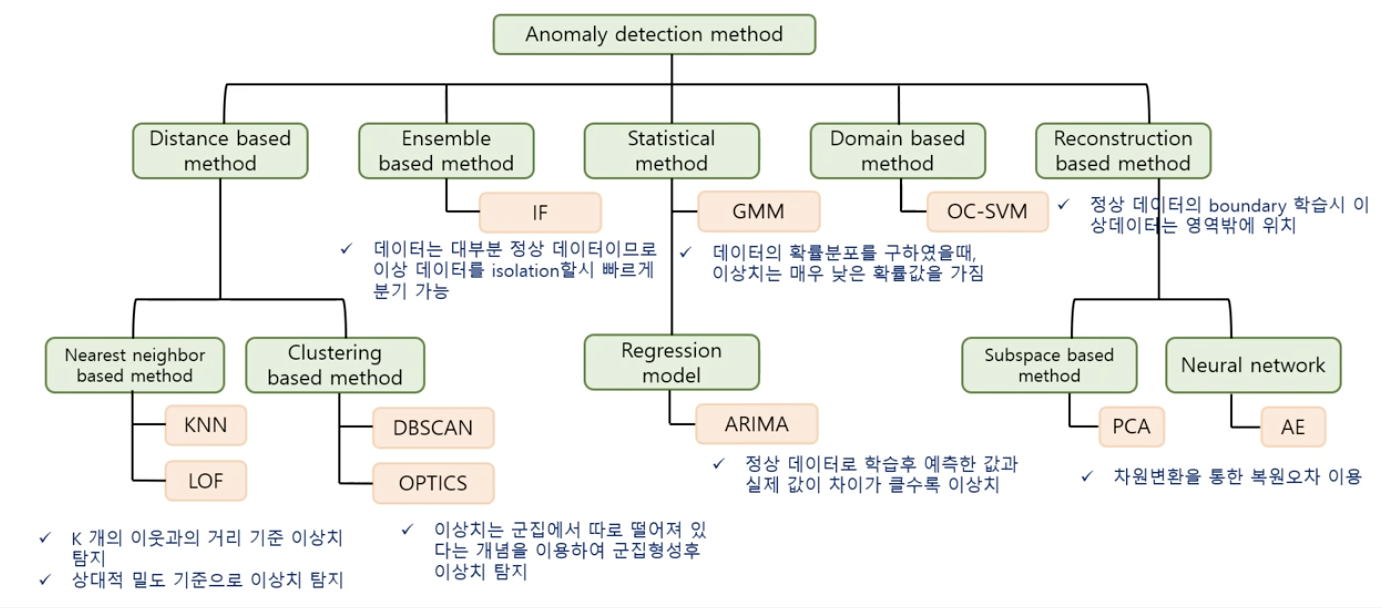 Anomaly detection method
Distance based
method
Ensemble
based method
Statistical
method
Domain based
method
Reconstruction
based method
IF
GMM
OC-SVM
✓ 정상 데이터의 boundary 학습시 이
상데이터는 영역밖에 위치
✓ 데이터는 대부분 정상 데이터이므로
이상 데이터를 isolation할시 빠르게
분기 가능
✓ 데이터의 확률분포를 구하였을때,
이상치는 매우 낮은 확률값을 가짐
Nearest neighbor
based method
Clustering
based method
Regression
model
Subspace based
method
Neural network
KNN
LOF
DBSCAN
OPTICS
ARIMA
PCA
AE
✓ 정상 데이터로 학습후 예측한 값과
실제 값이 차이가 클수록 이상치
✓ 차원변환을 통한 복원오차 이용
✓ K 개의 이웃과의 거리 기준 이상치
탐지
✓ 상대적 밀도 기준으로 이상치 탐지
✓ 이상치는 군집에서 따로 떨어져 있
다는 개념을 이용하여 군집형성후
이상치 탐지